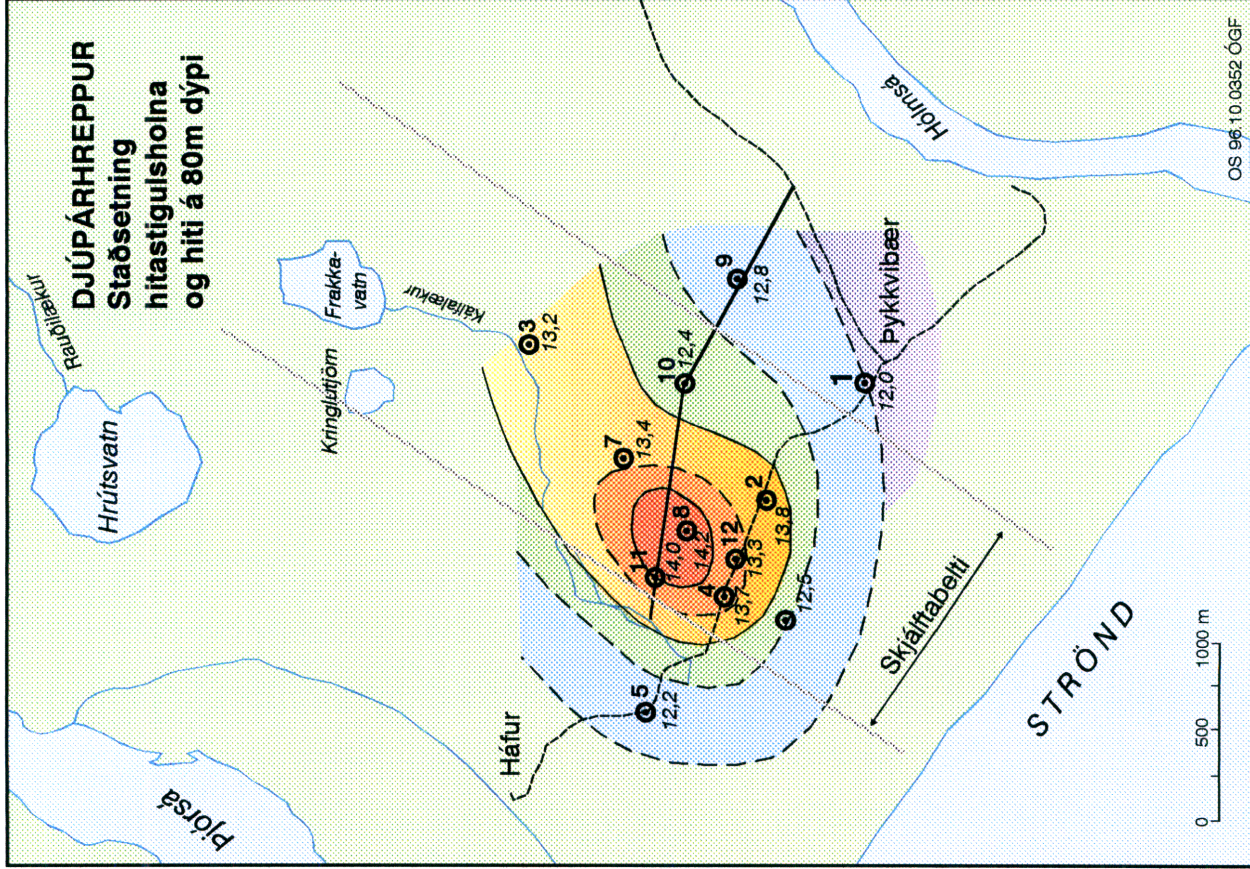 DJÚPÁRHREPPUR
Staðsetning
hitastigulsholna
og hiti á 80m dýpi
Rauðilækur
Hrútsvatn
Frakka-
vatn
Kringlutjörn
Kálfalækur
Þjórsá
Háfur
3
13,2
7
13,4
10
12,4
9
12,8
11
14,0
8
14,2
12
13,3
4
13,7
2
13,8
5
12,2
12,5
1
12,0
Þykkvibær
Hólmsá
Skjálftabelti
STRÖND
0 500 1000 m
OS 96.10.0352 ÓGF